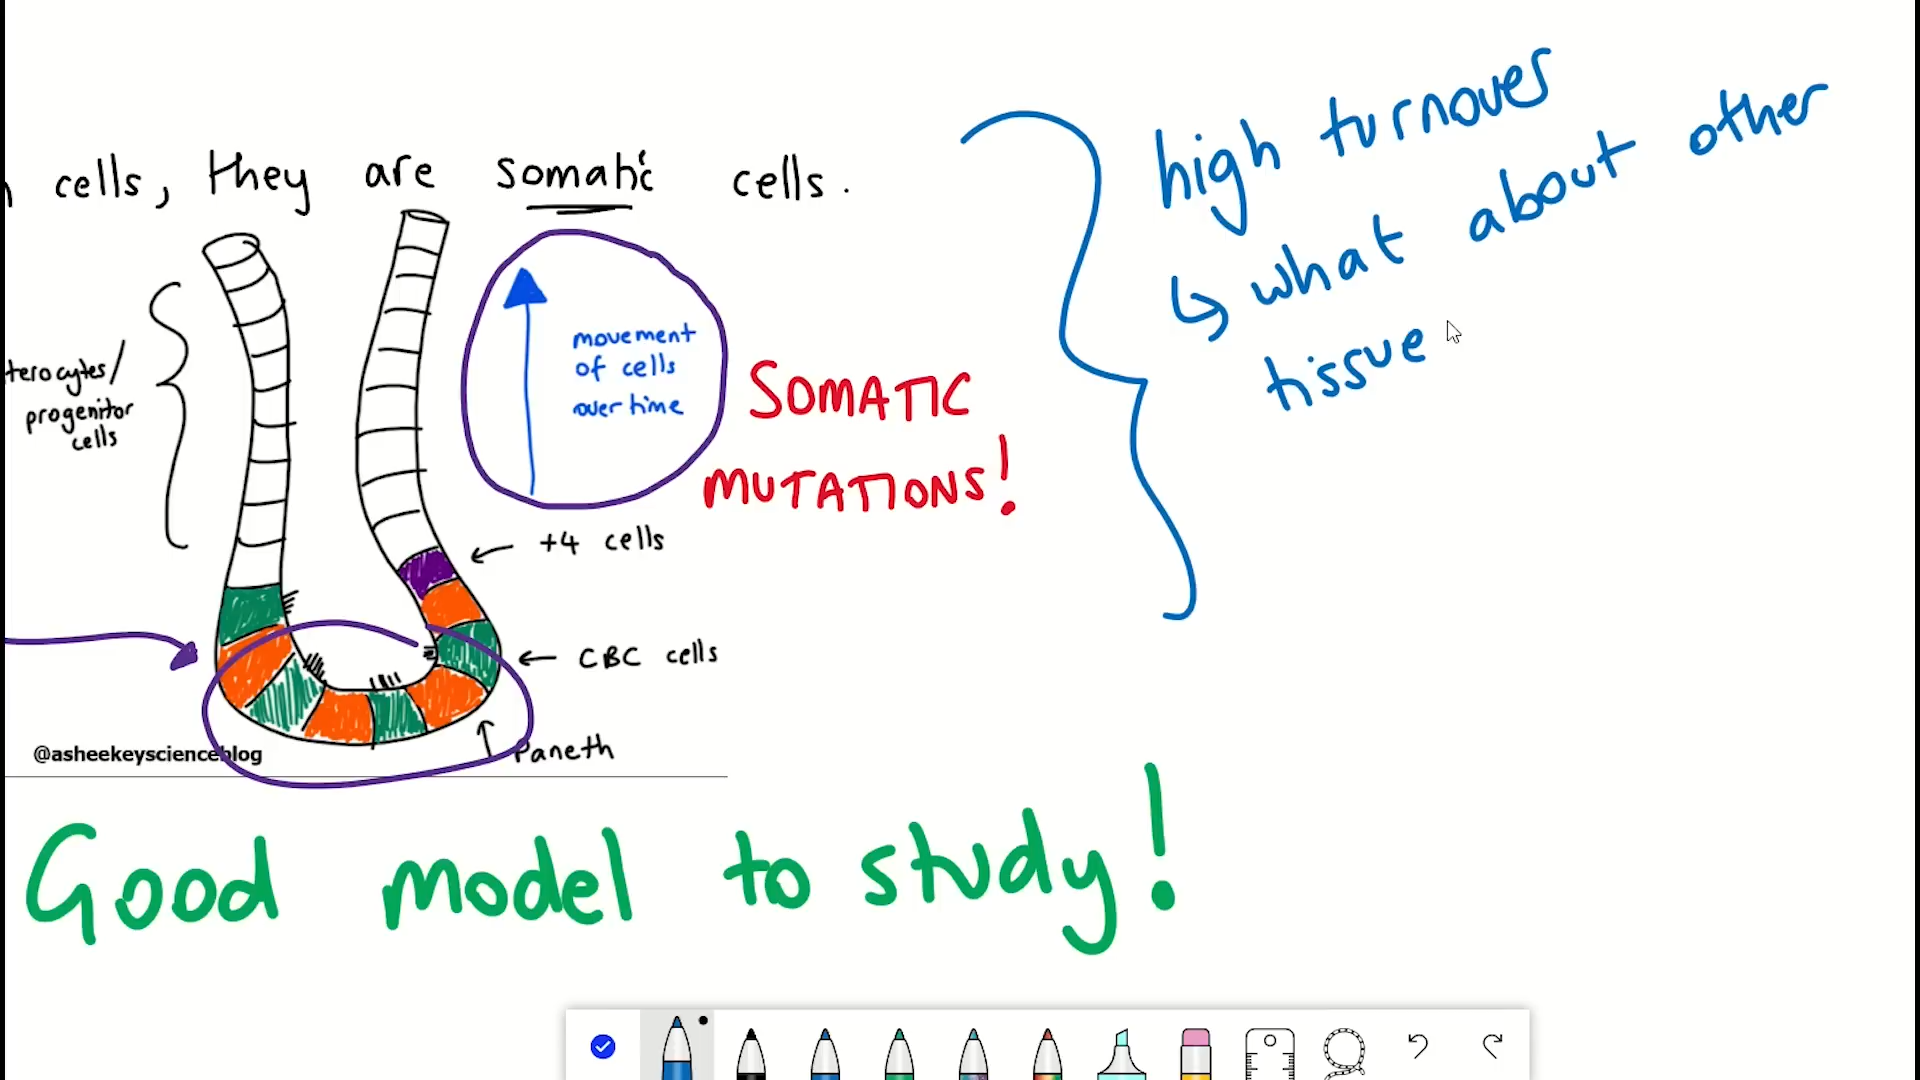 cells, they are somatic cells.
high turnover
↳ what about other
tissue
terocytes/
progenitor
cells
movement
of cells
over time
SOMATIC
MUTATIONS!
← +4 cells
← CBC cells
Paneth
@asheekeyscienceblog
Good model to study!